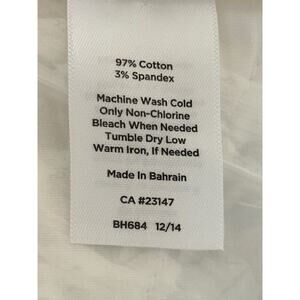 97% Cotton
3% Spandex
Machine Wash Cold
Only Non-Chlorine
Bleach When Needed
Tumble Dry Low
Warm Iron, If Needed
Made In Bahrain
CA #23147
BH684 12/14